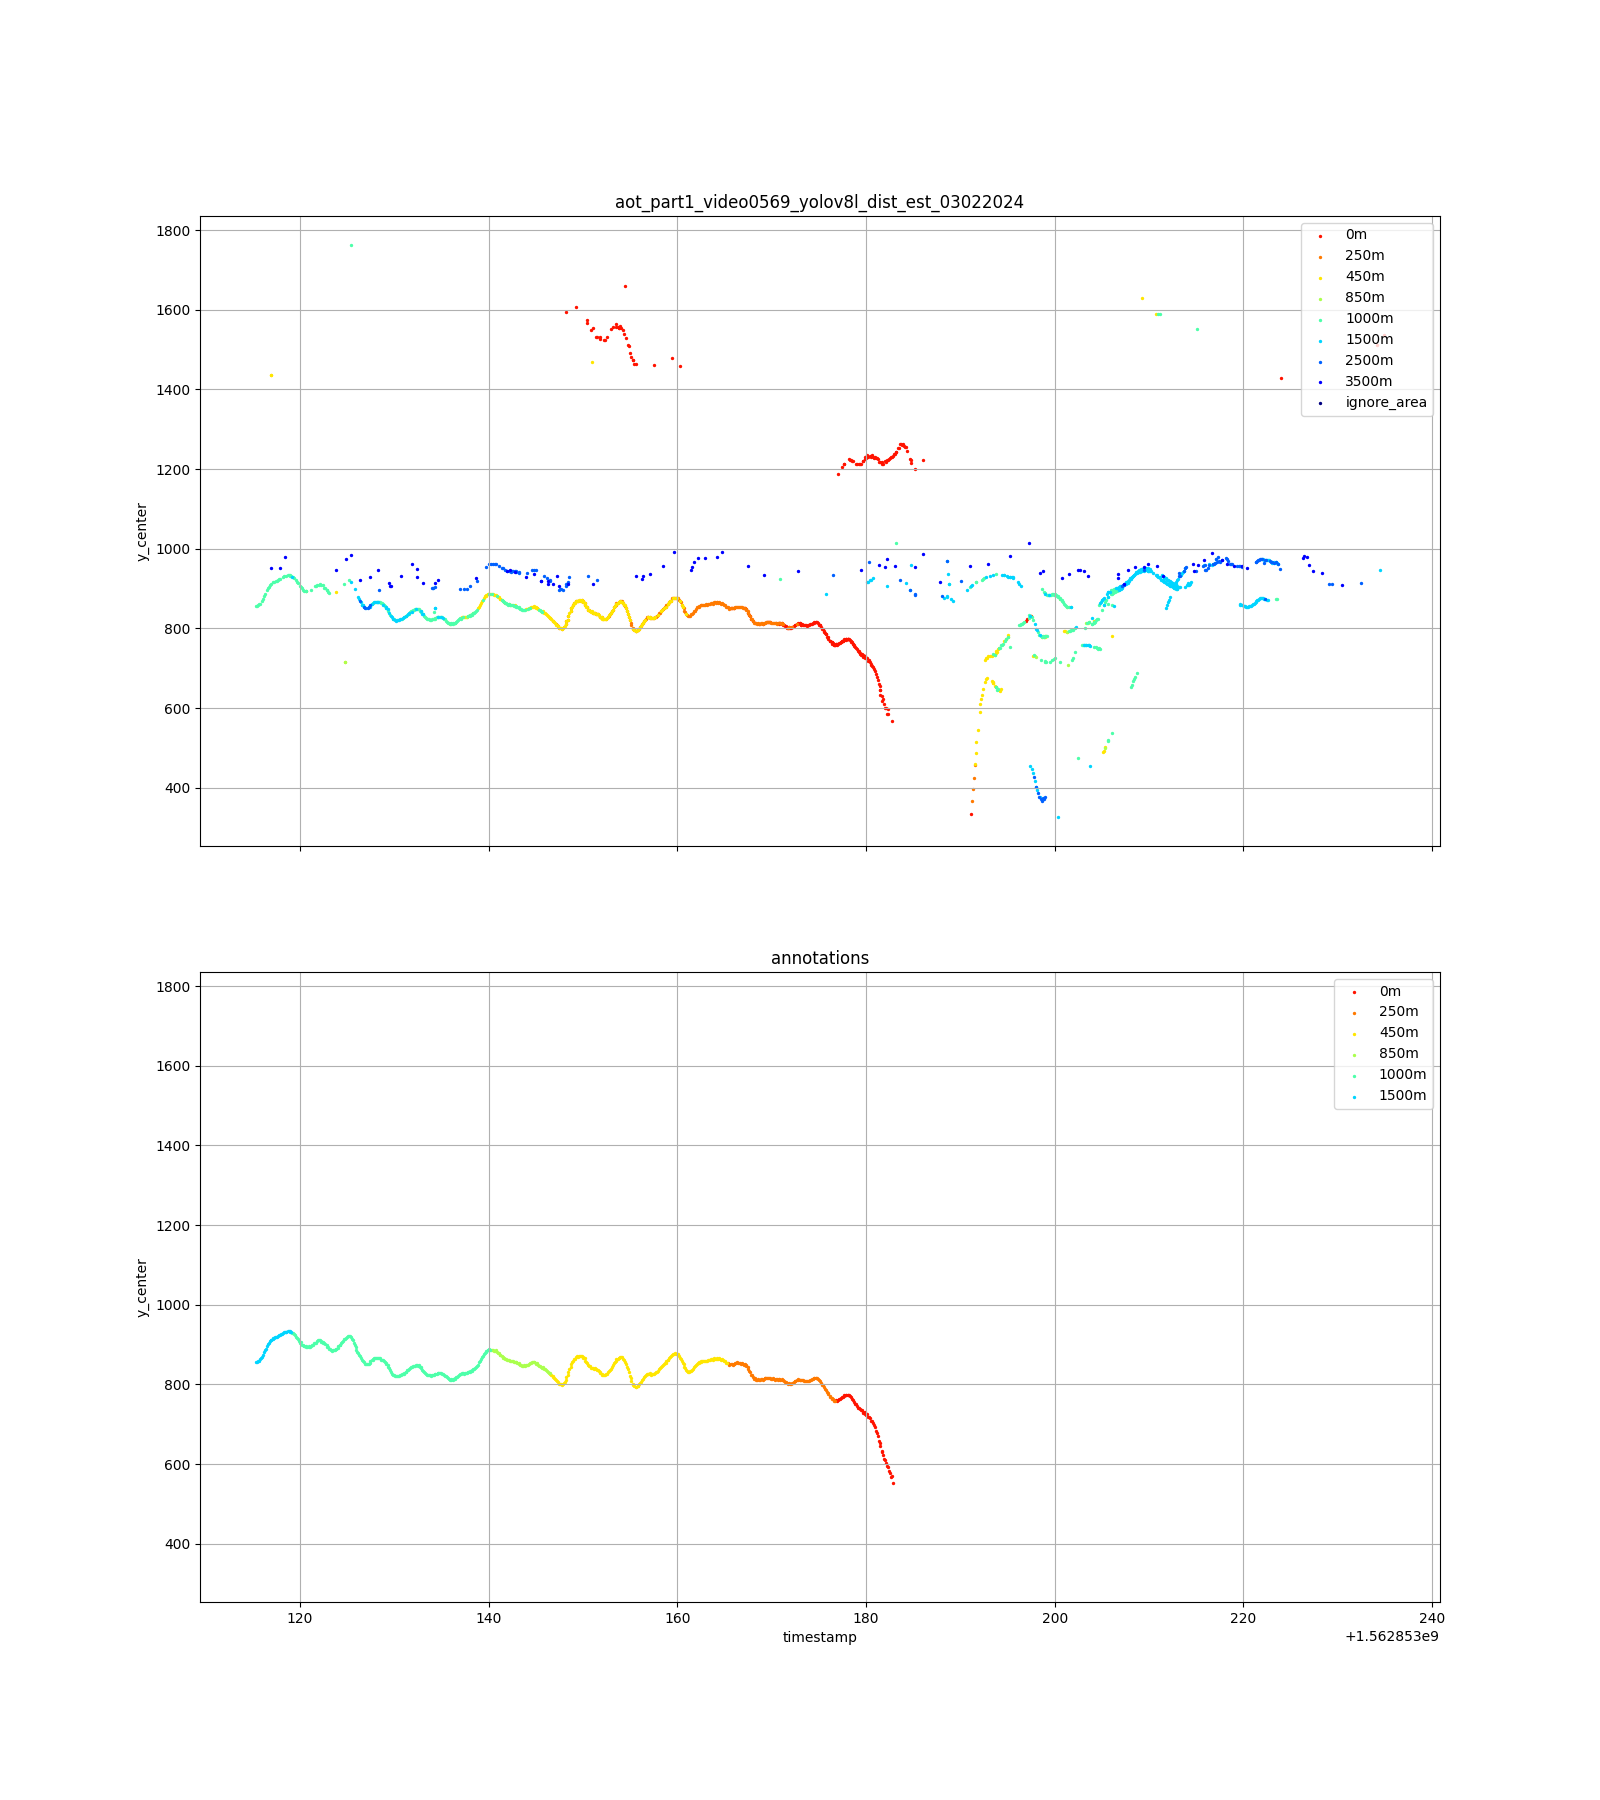 aot_part1_video0569_yolov8l_dist_est_03022024
1800
1600
1400
1200
1000
800
600
400
y_center
0m
250m
450m
850m
1000m
1500m
2500m
3500m
ignore_area
annotations
1800
1600
1400
1200
1000
800
600
400
y_center
0m
250m
450m
850m
1000m
1500m
120 140 160 180 200 220 240
timestamp
+1.562853e9